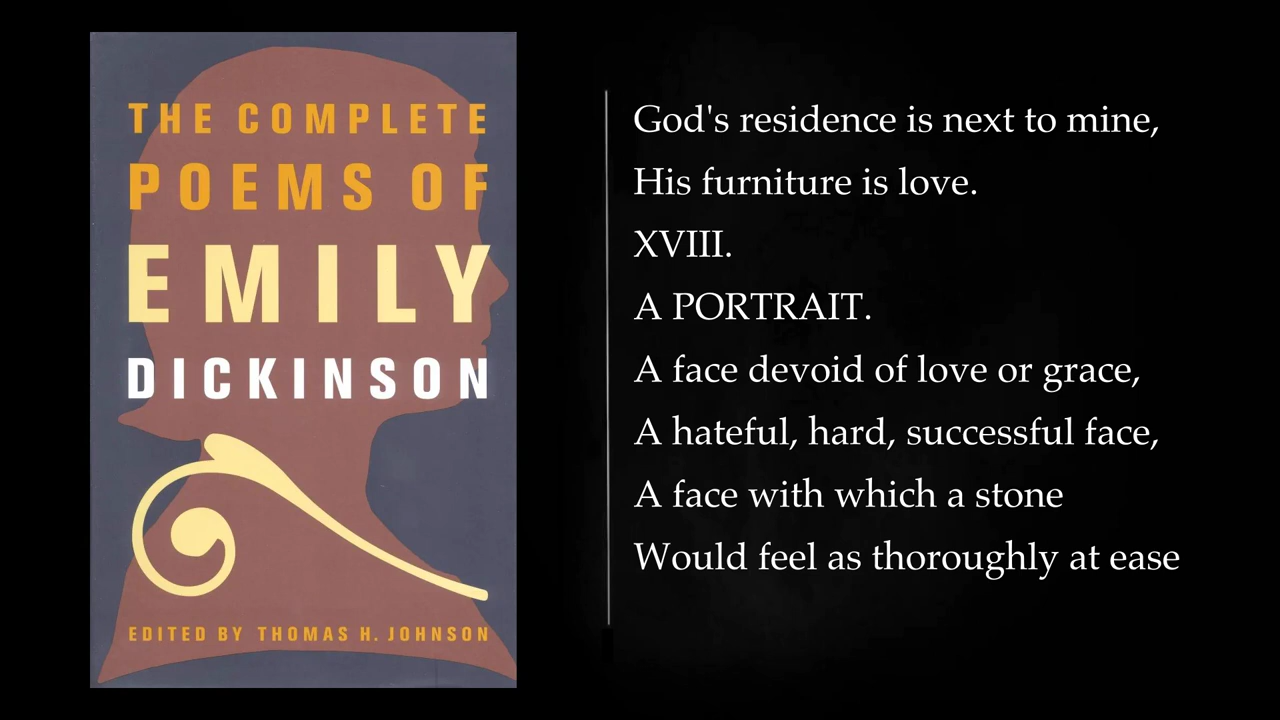 THE COMPLETE
POEMS OF
EMILY
DICKINSON
EDITED BY THOMAS H. JOHNSON
God's residence is next to mine,
His furniture is love.
XVIII.
A PORTRAIT.
A face devoid of love or grace,
A hateful, hard, successful face,
A face with which a stone
Would feel as thoroughly at ease